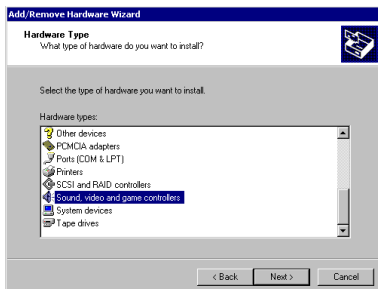 Add/Remove Hardware Wizard
Hardware Type
What type of hardware do you want to install?
Select the type of hardware you want to install.
Hardware types:
Other devices
PCMCIA adapters
Ports (COM & LPT)
Printers
SCSI and RAID controllers
Sound, video and game controllers
System devices
Tape drives
< Back
Next >
Cancel